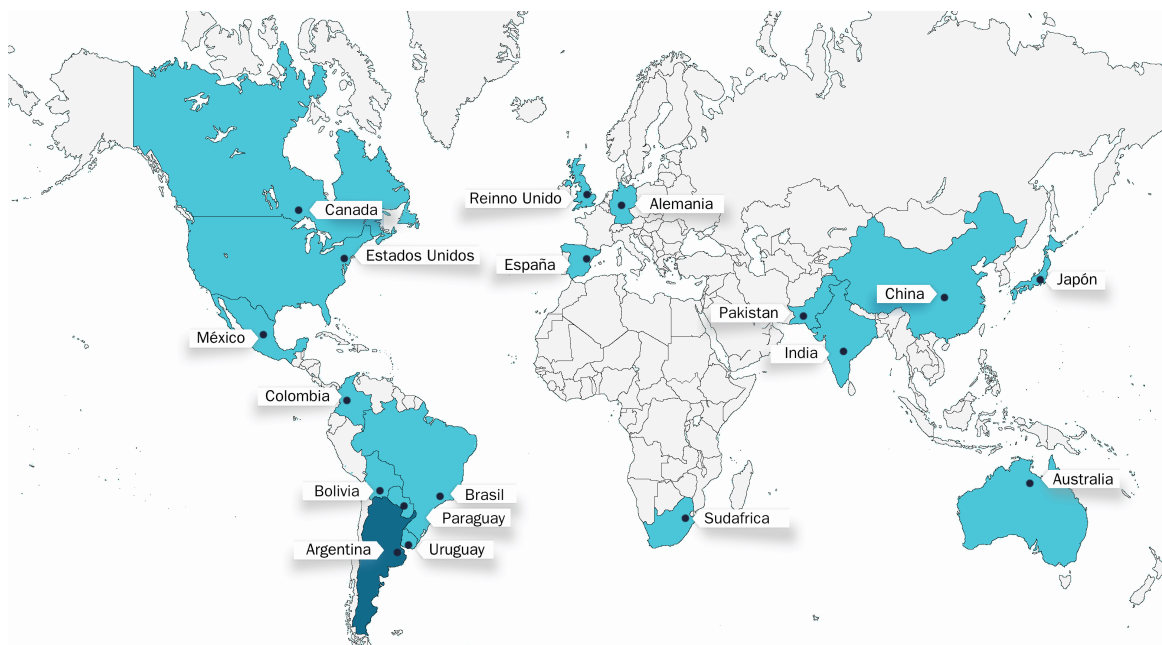 Reinno Unido
Alemania
Canada
Estados Unidos
España
Japón
China
Pakistan
México
India
Colombia
Australia
Bolivia
Brasil
Paraguay
Sudafrica
Argentina
Uruguay